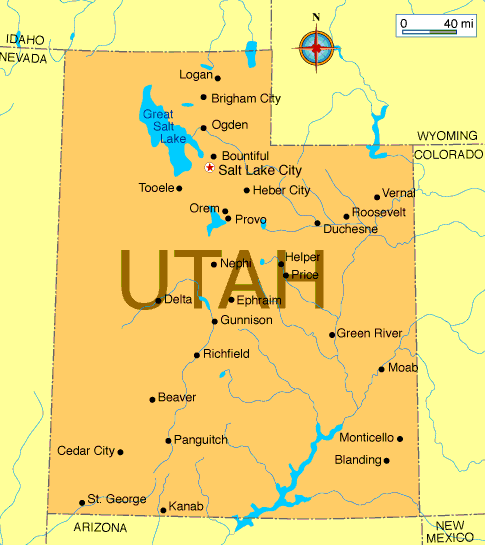 N
0 40 mi
IDAHO
NEVADA
Logan
Brigham City
Great
Salt
Lake
Ogden
WYOMING
COLORADO
Bountiful
Salt Lake City
Tooele
Heber City
Vernal
Orem
Provo
Roosevelt
Duchesne
UTAH
Nephi
Helper
Price
Delta
Ephraim
Gunnison
Green River
Richfield
Moab
Beaver
Panguitch
Monticello
Cedar City
Blanding
St. George
Kanab
ARIZONA
NEW
MEXICO